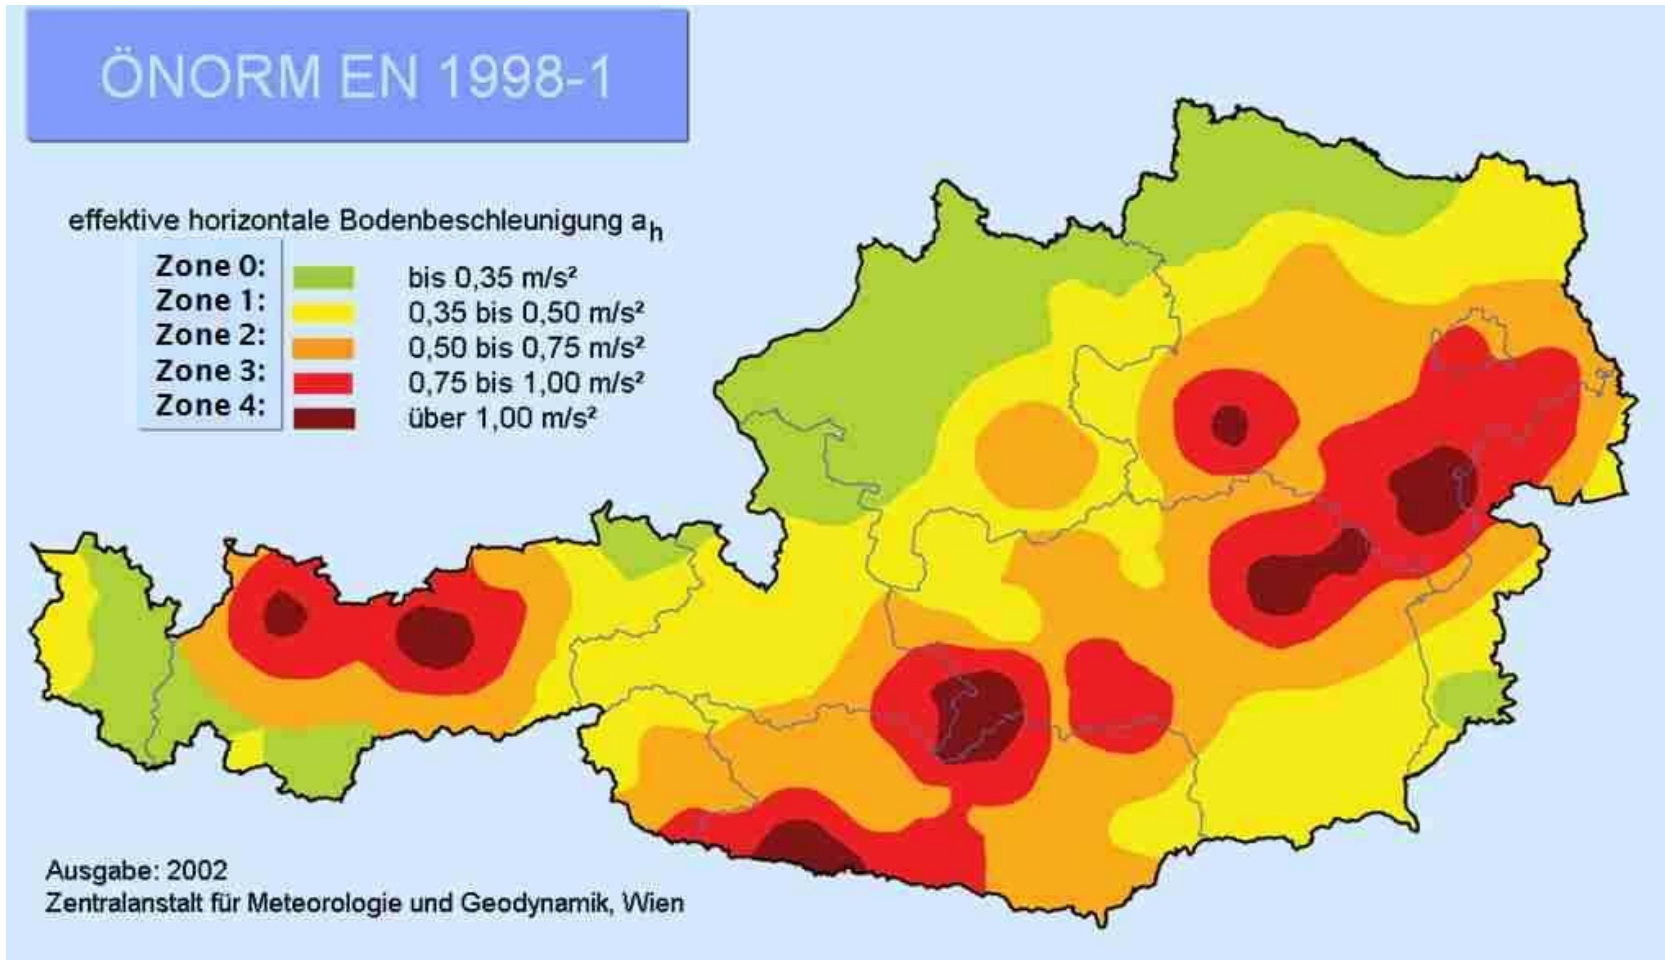 ÖNORM EN 1998-1
effektive horizontale Bodenbeschleunigung ah
Zone 0: bis 0,35 m/s²
Zone 1: 0,35 bis 0,50 m/s²
Zone 2: 0,50 bis 0,75 m/s²
Zone 3: 0,75 bis 1,00 m/s²
Zone 4: über 1,00 m/s²
Ausgabe: 2002
Zentralanstalt für Meteorologie und Geodynamik, Wien